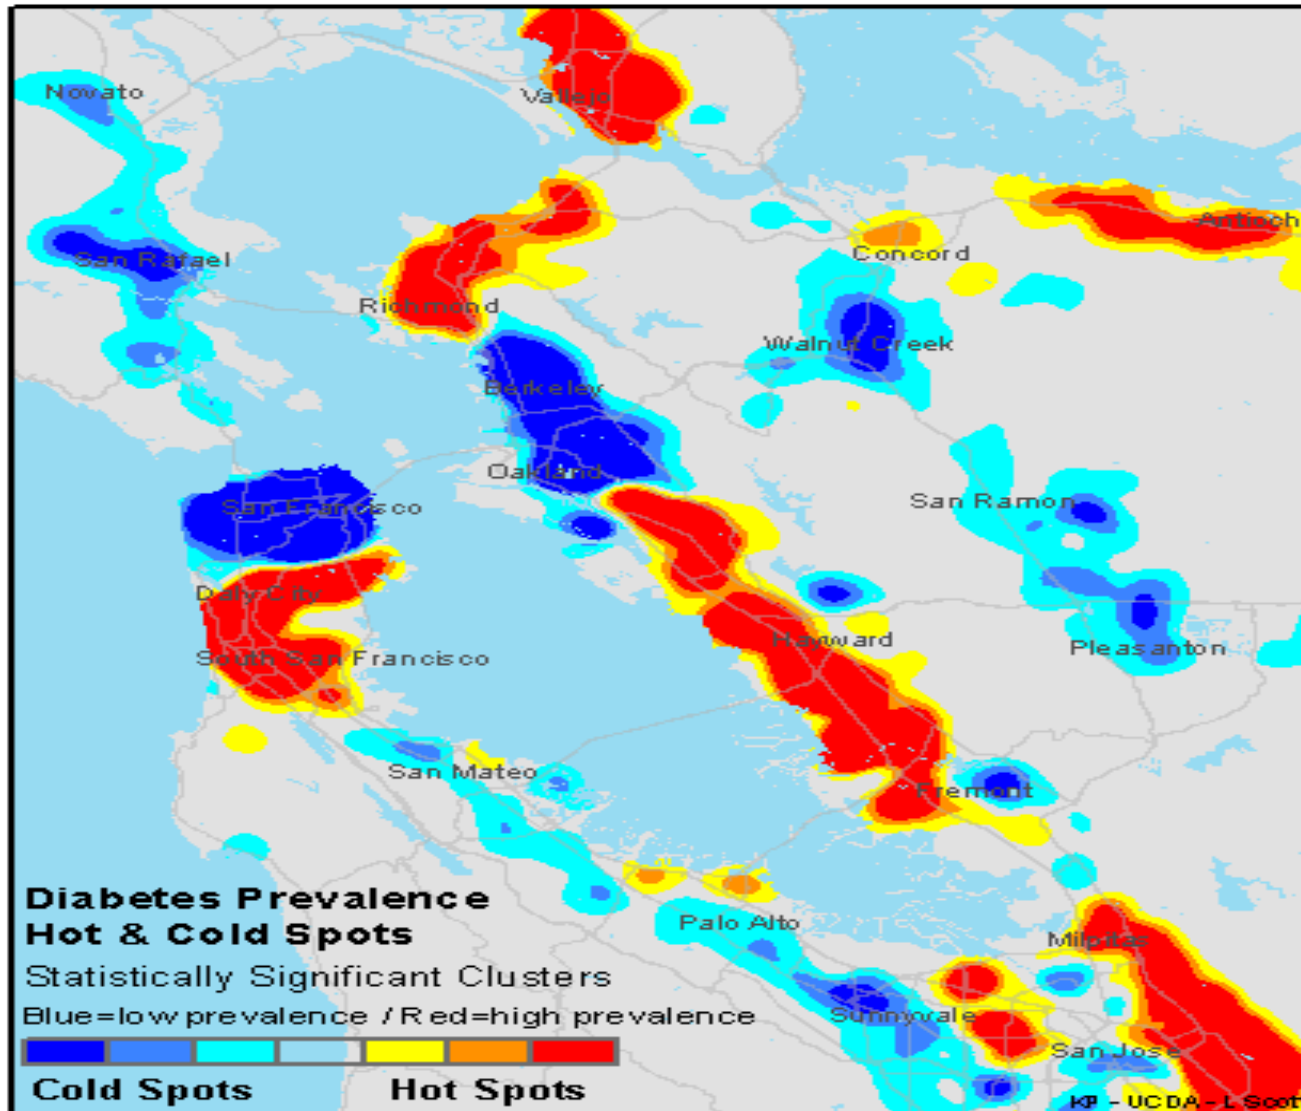 Novato
Vallejo
Antioch
Concord
San Rafael
Richmond
Walnut Creek
Berkeley
Oakland
San Ramon
San Francisco
Daly City
Hayward
Pleasanton
South San Francisco
San Mateo
Fremont
Diabetes Prevalence
Hot & Cold Spots
Palo Alto
Milpitas
Statistically Significant Clusters
Blue=low prevalence / Red=high prevalence
Sunnyvale
San Jose
Cold Spots Hot Spots
KP - UCDA - L Scott